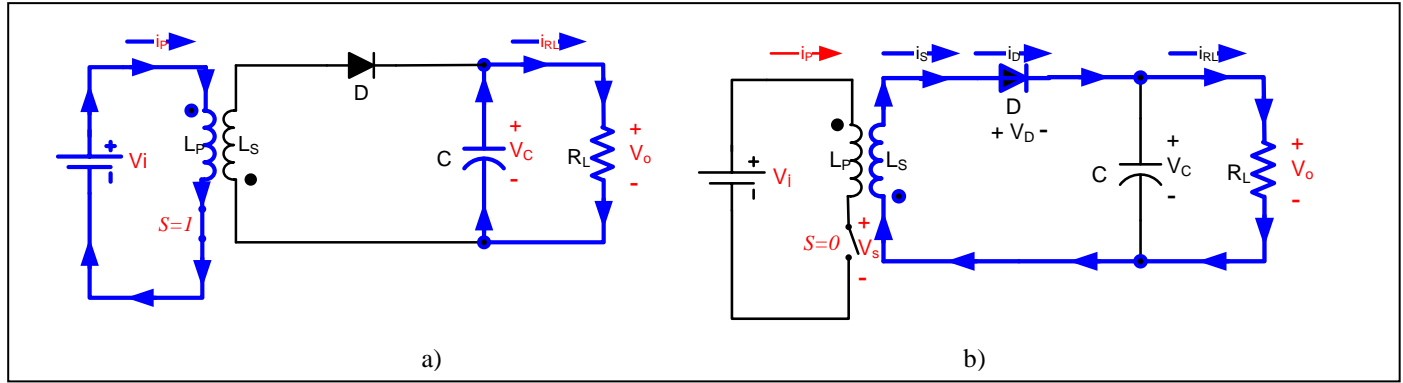 iP
iRL
D
+
Vi
LP
LS
C
+
VC
-
RL
+
Vo
-
S=1
a)
iP
iS
iD
iRL
D
+ VD -
+
Vi
LP
LS
C
+
VC
-
RL
+
Vo
-
S=0
+
Vs
-
b)